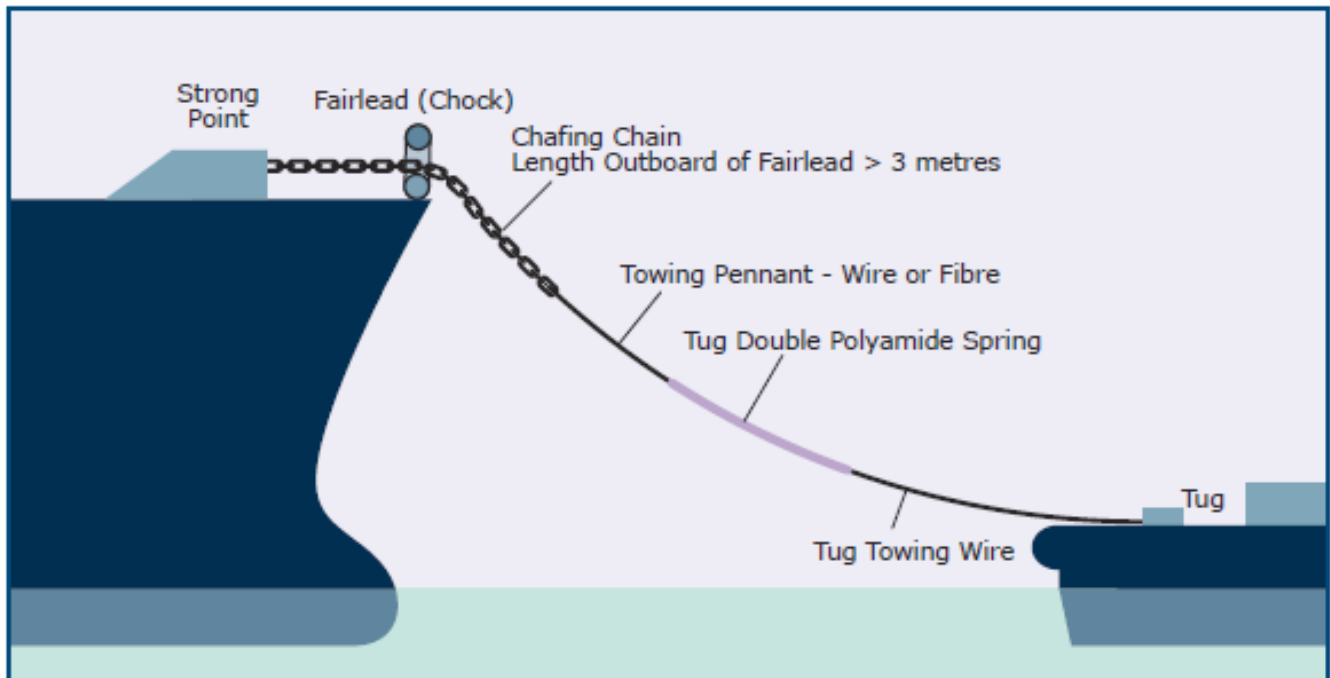 Strong
Point
Fairlead (Chock)
Chafing Chain
Length Outboard of Fairlead > 3 metres
Towing Pennant - Wire or Fibre
Tug Double Polyamide Spring
Tug
Tug Towing Wire